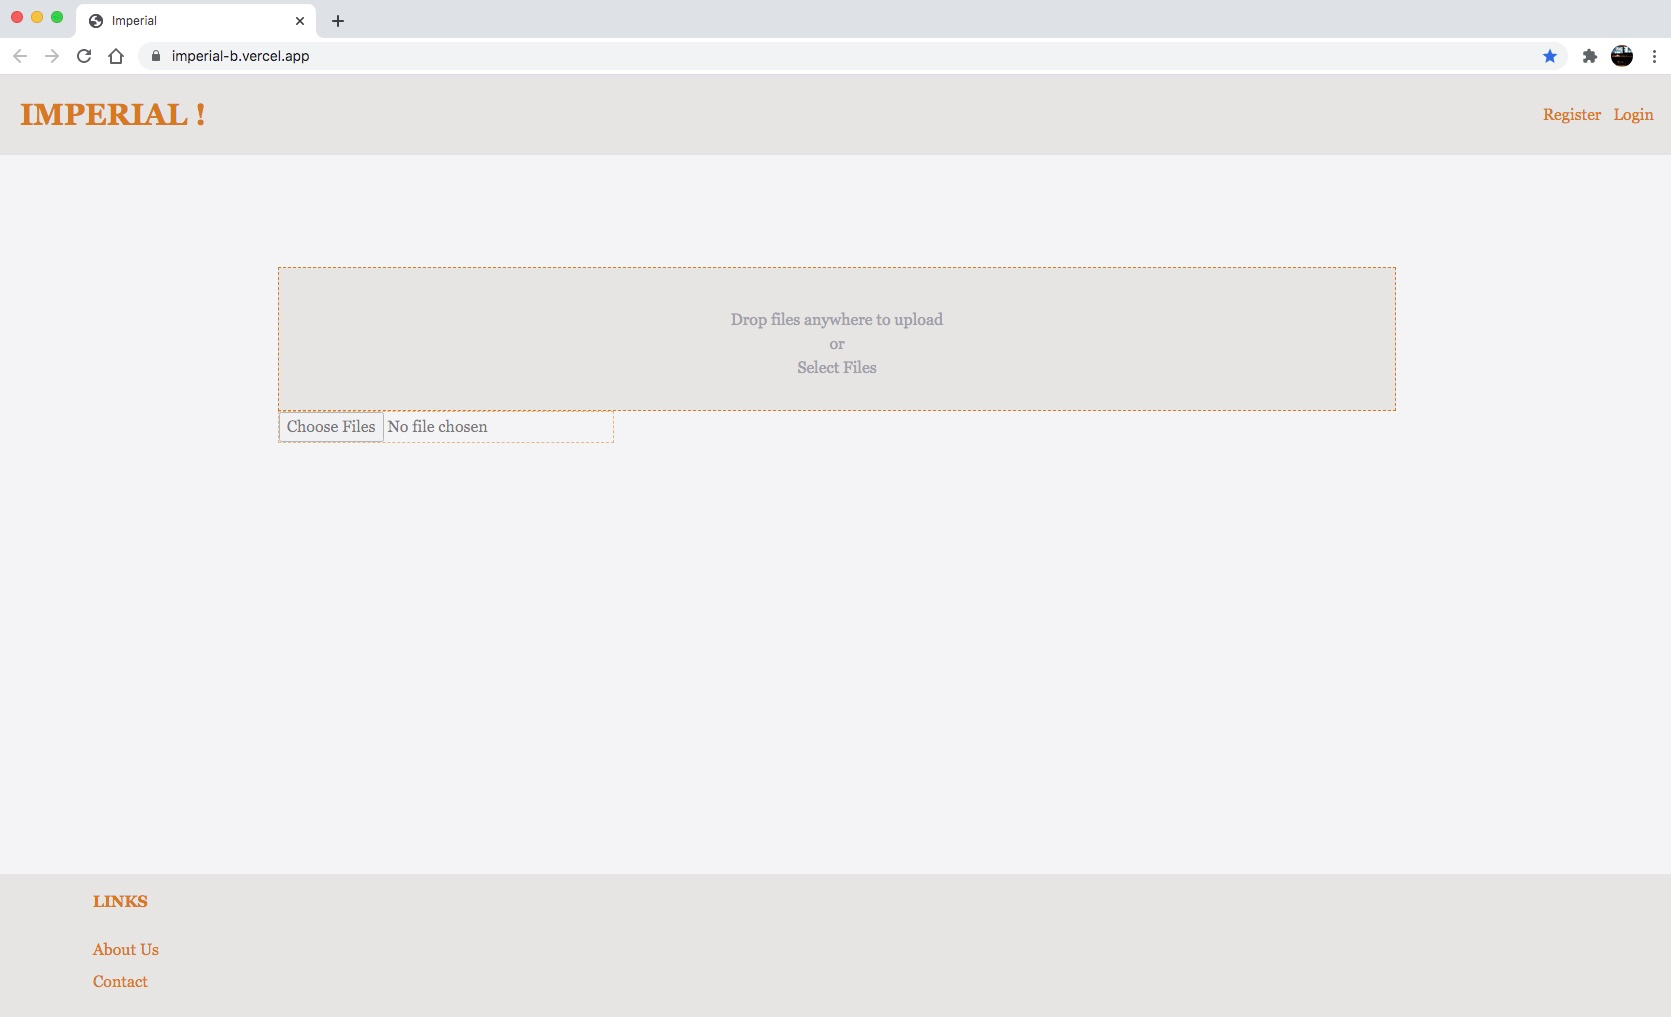 Imperial
imperial-b.vercel.app
IMPERIAL !
Register Login
Drop files anywhere to upload
or
Select Files
Choose Files No file chosen
LINKS
About Us
Contact